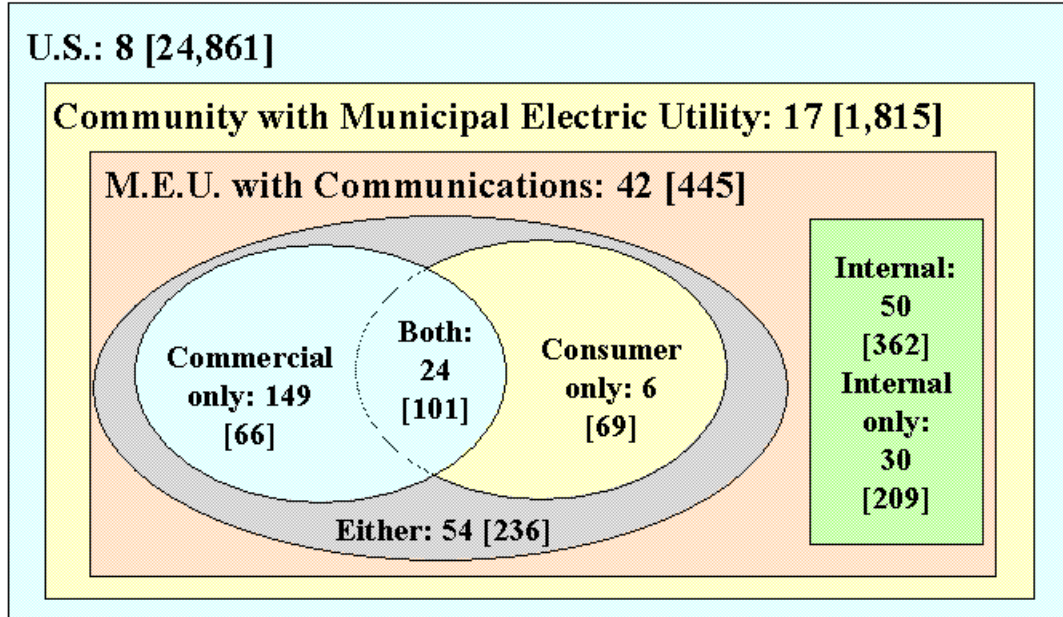 U.S.: 8 [24,861]
Community with Municipal Electric Utility: 17 [1,815]
M.E.U. with Communications: 42 [445]
Commercial
only: 149
[66]
Both:
24
[101]
Consumer
only: 6
[69]
Either: 54 [236]
Internal:
50
[362]
Internal
only:
30
[209]